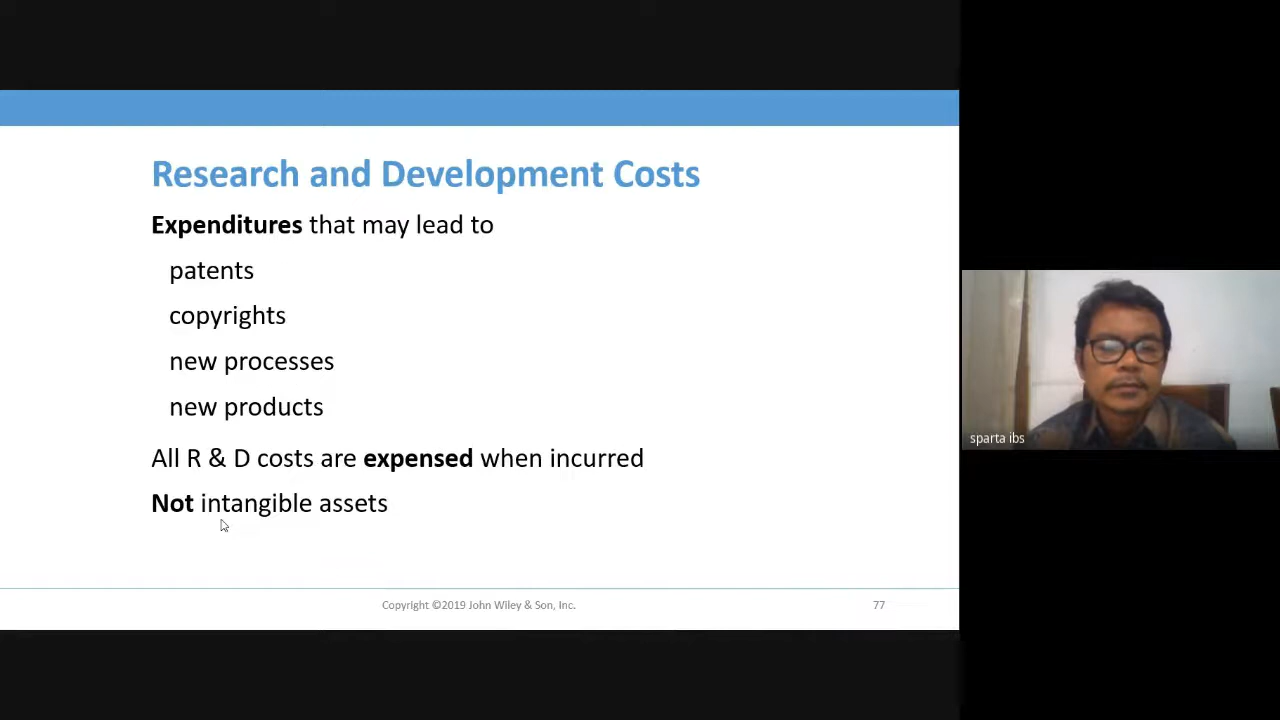 Research and Development Costs
Expenditures that may lead to
patents
copyrights
new processes
new products
All R & D costs are expensed when incurred
Not intangible assets
Copyright ©2019 John Wiley & Son, Inc.
77
sparta ibs